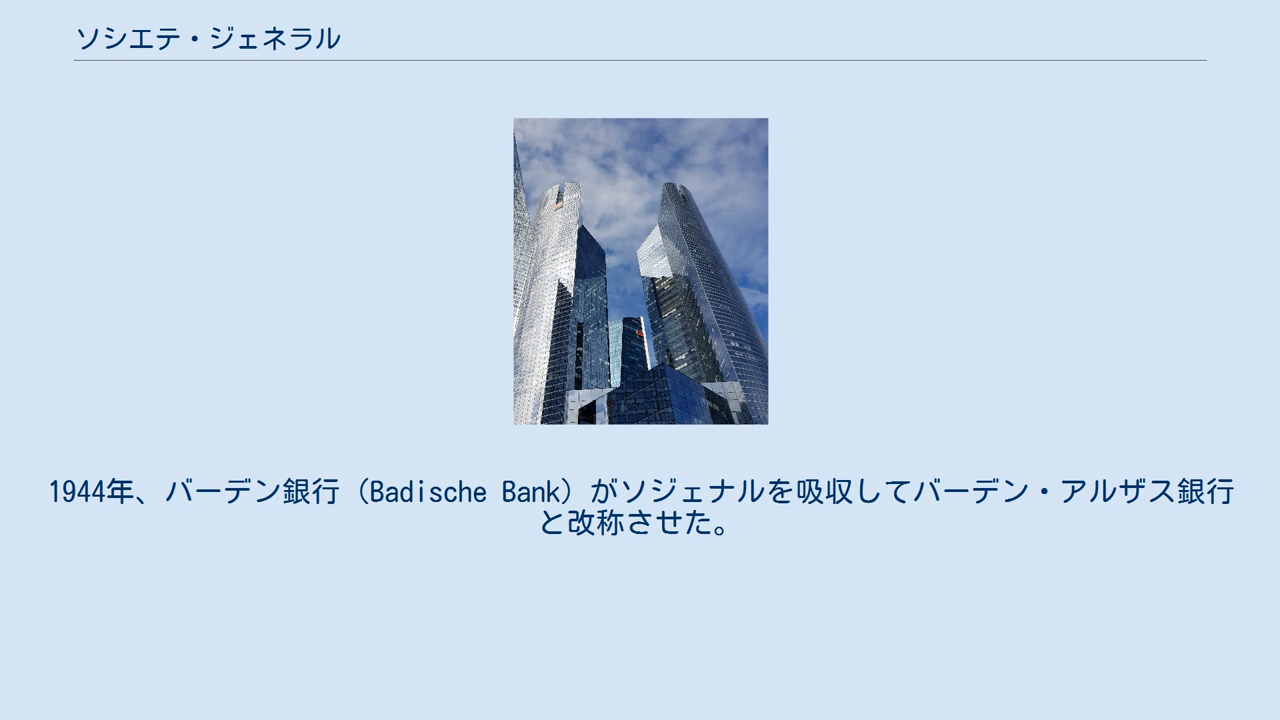 ソシエテ・ジェネラル
1944年、バーデン銀行（Badische Bank）がソジェナルを吸収してバーデン・アルザス銀行
と改称させた。